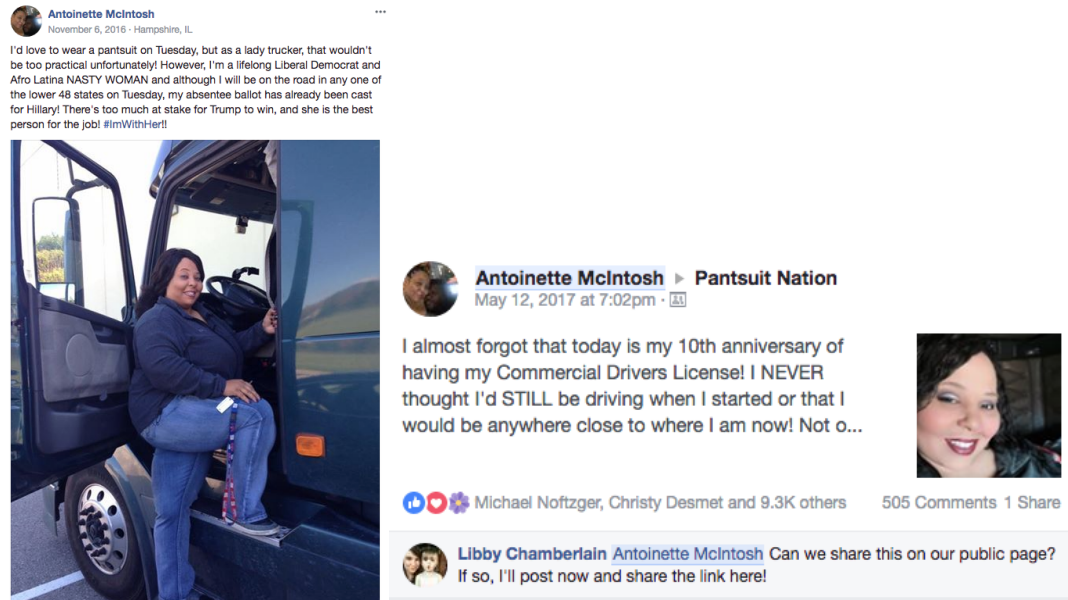 Antoinette McIntosh
November 6, 2016 · Hampshire, IL
I'd love to wear a pantsuit on Tuesday, but as a lady trucker, that wouldn't
be too practical unfortunately! However, I'm a lifelong Liberal Democrat and
Afro Latina NASTY WOMAN and although I will be on the road in any one of
the lower 48 states on Tuesday, my absentee ballot has already been cast
for Hillary! There's too much at stake for Trump to win, and she is the best
person for the job! #ImWithHer!!
Antoinette McIntosh ▸ Pantsuit Nation
May 12, 2017 at 7:02pm ·
I almost forgot that today is my 10th anniversary of
having my Commercial Drivers License! I NEVER
thought I'd STILL be driving when I started or that I
would be anywhere close to where I am now! Not o...
Michael Noftzger, Christy Desmet and 9.3K others 505 Comments 1 Share
Libby Chamberlain Antoinette McIntosh Can we share this on our public page?
If so, I'll post now and share the link here!